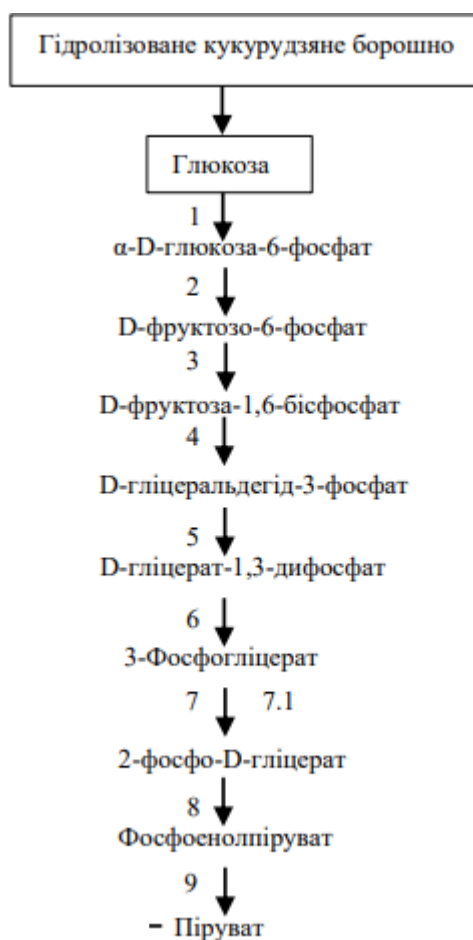 Гідролізоване кукурудзяне борошно
Глюкоза
1
α-D-глюкоза-6-фосфат
2
D-фруктозо-6-фосфат
3
D-фруктоза-1,6-бісфосфат
4
D-гліцеральдегід-3-фосфат
5
D-гліцерат-1,3-дифосфат
6
3-Фосфогліцерат
7 7.1
2-фосфо-D-гліцерат
8
Фосфоенолпіруват
9
- Піруват